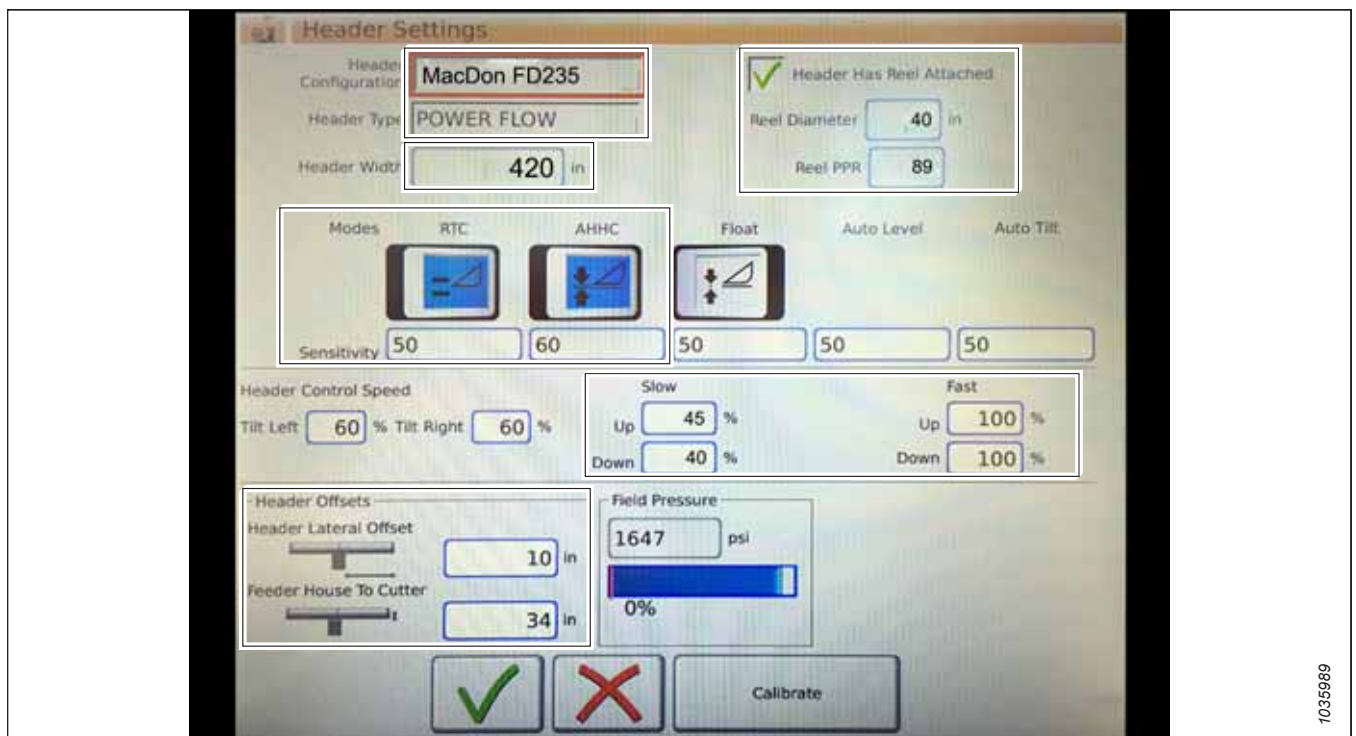 Header Settings
Header
Configuration
MacDon FD235
Header Type
POWER FLOW
Header Width
420 in
Header Has Reel Attached
Reel Diameter 40 in
Reel PPR 89
Modes RTC AHHC Float Auto Level Auto Tilt
Sensitivity 50 60 50 50 50
Header Control Speed
Tilt Left 60 % Tilt Right 60 %
Slow Fast
Up 45 % Up 100 %
Down 40 % Down 100 %
Header Offsets
Header Lateral Offset
10 in
Feeder House To Cutter
34 in
Field Pressure
1647 psi
0%
Calibrate
1035989